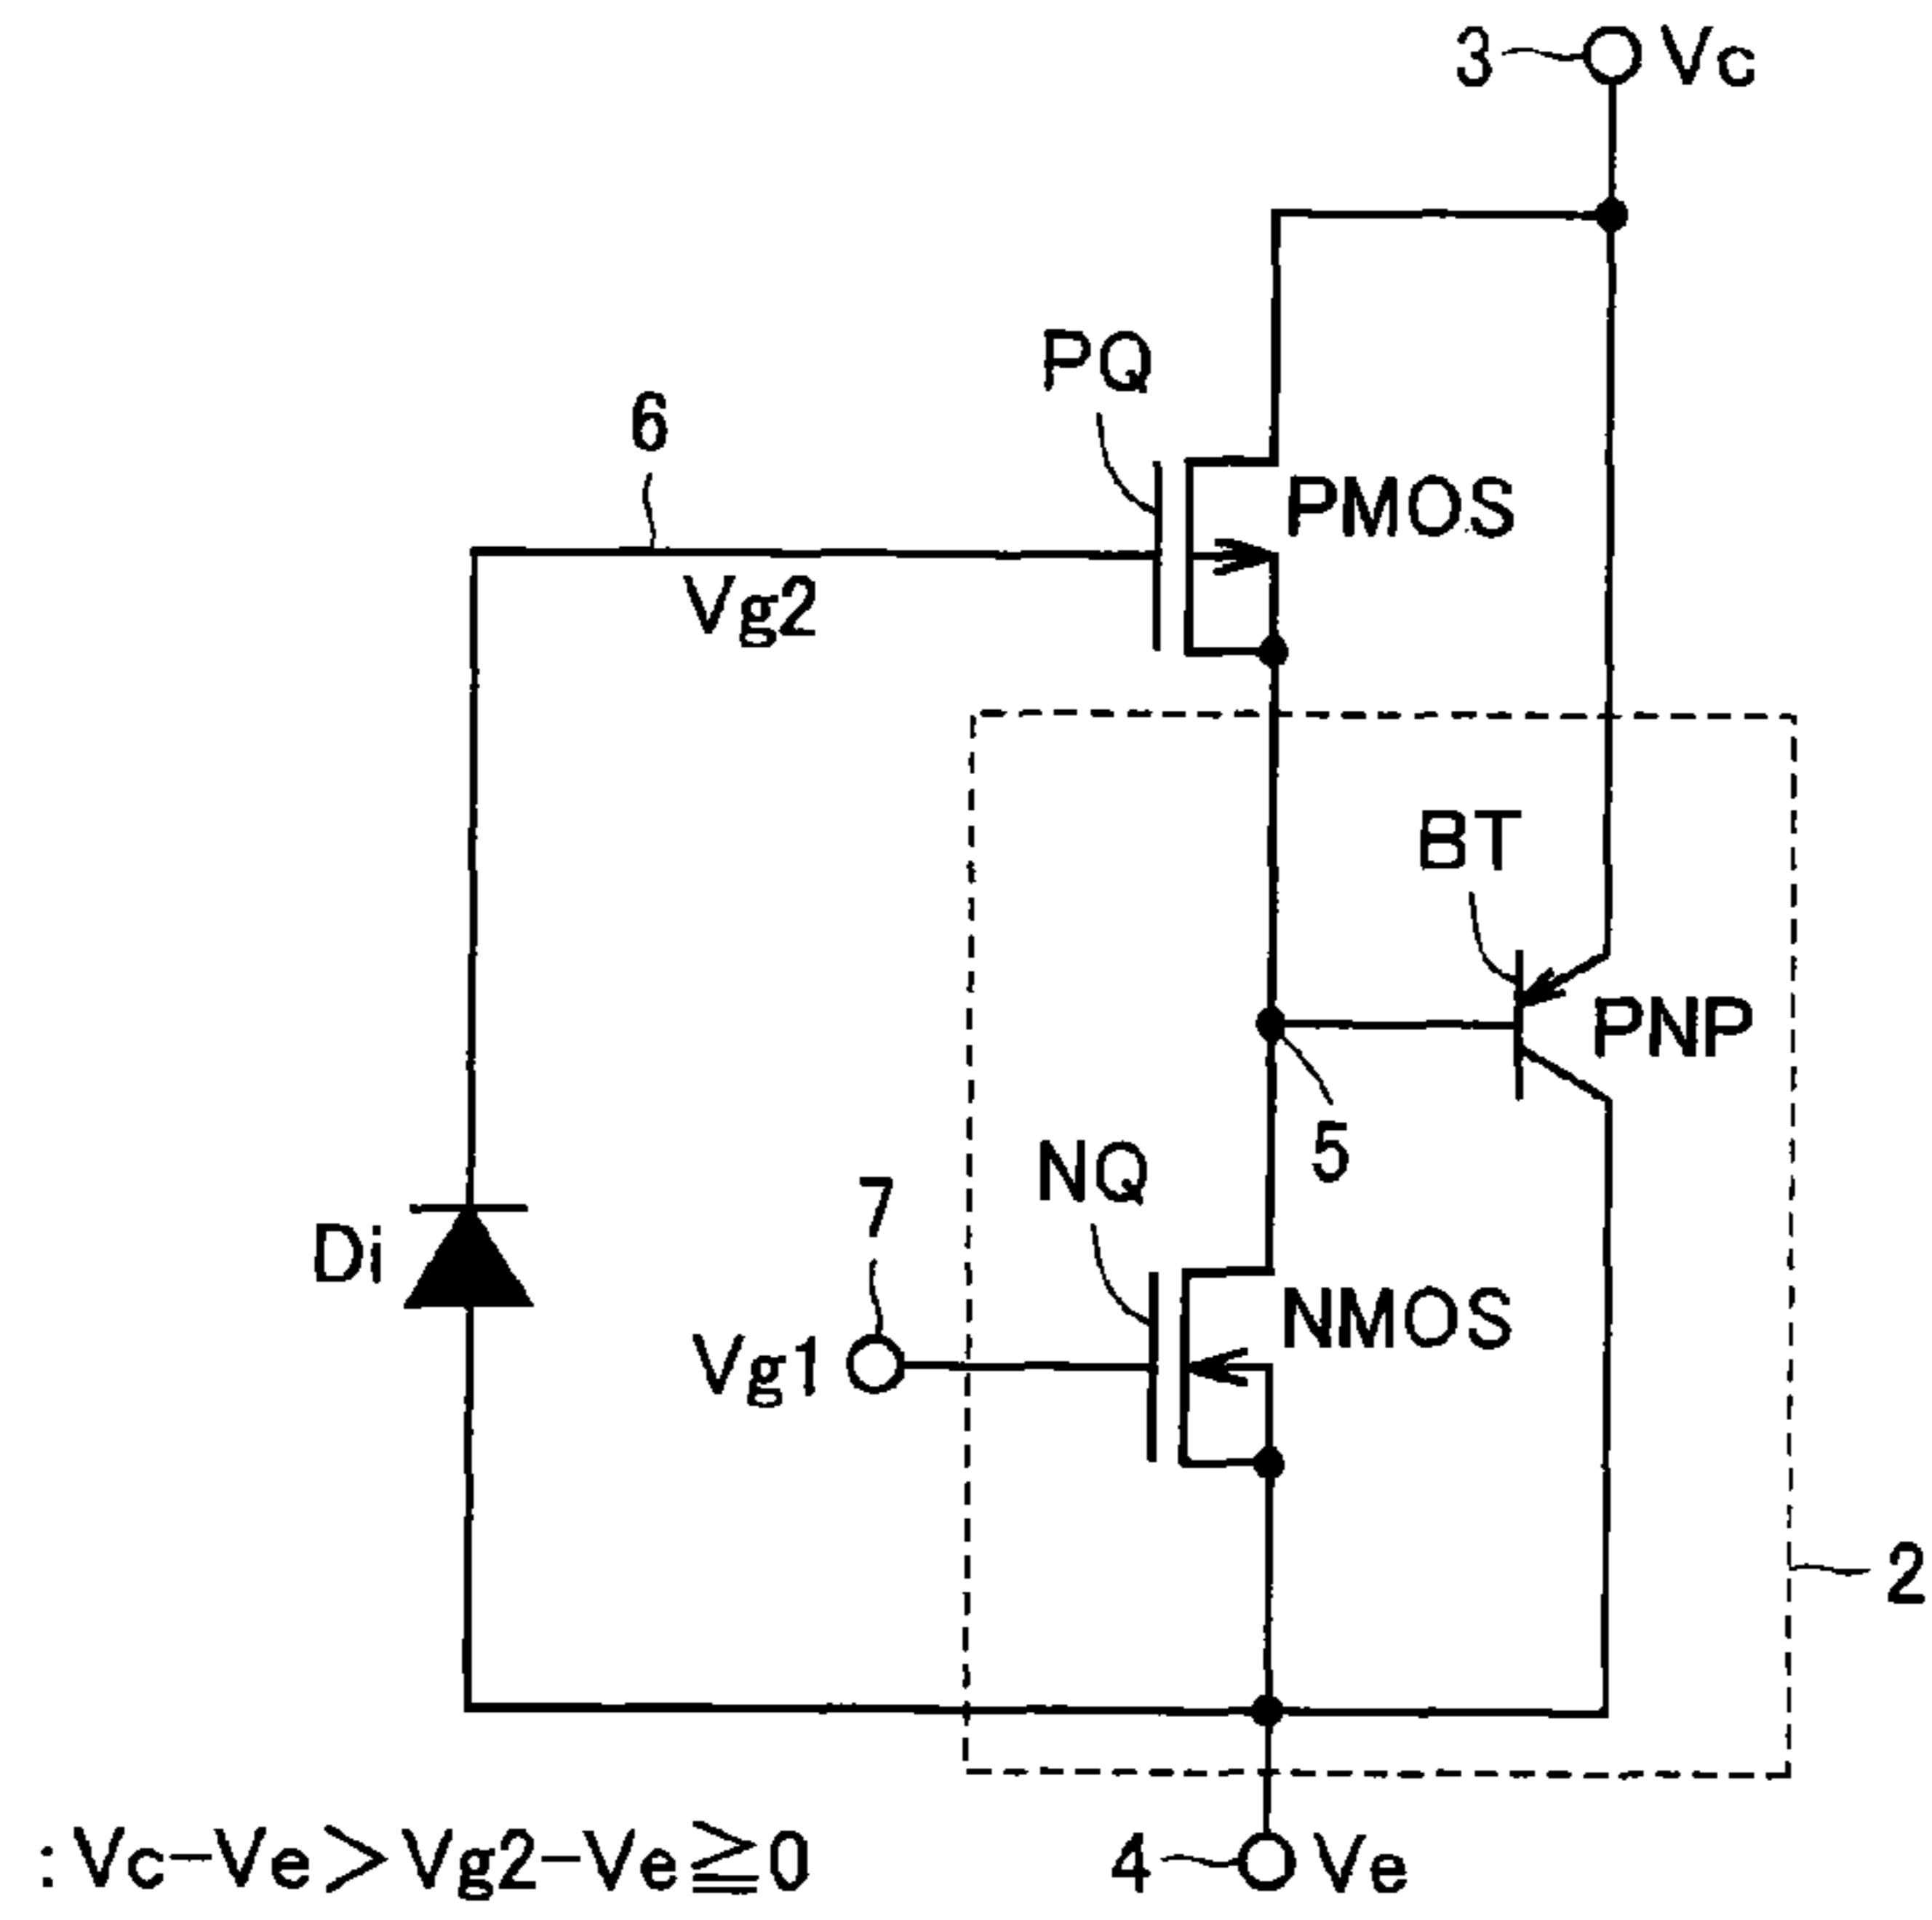 3 Vc
PQ
6
PMOS
Vg2
BT
PNP
5
NQ
7
Di
NMOS
Vg1
2
:Vc-Ve>Vg2-Ve≧0
4 Ve